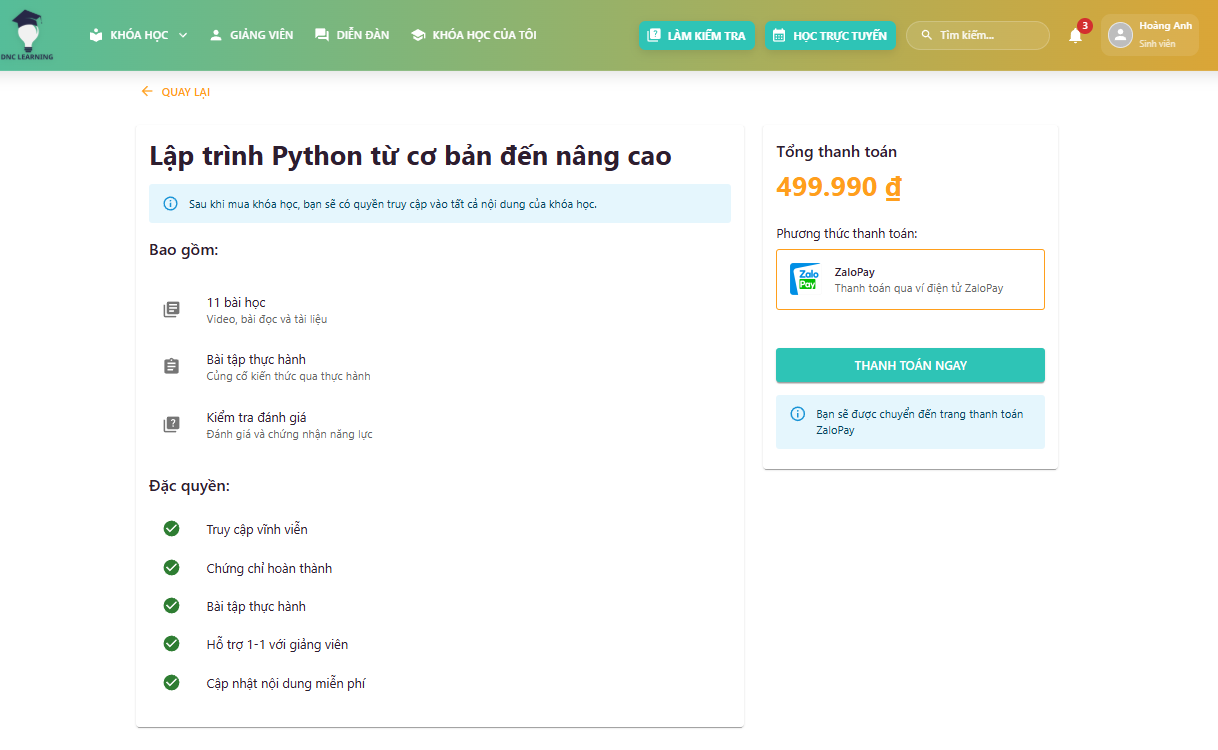 DNC LEARNING
KHÓA HỌC
GIẢNG VIÊN
DIỄN ĐÀN
KHÓA HỌC CỦA TÔI
LÀM KIỂM TRA
HỌC TRỰC TUYẾN
Tìm kiếm...
3
Hoàng Anh
Sinh viên
QUAY LẠI
Lập trình Python từ cơ bản đến nâng cao
Sau khi mua khóa học, bạn sẽ có quyền truy cập vào tất cả nội dung của khóa học.
Bao gồm:
11 bài học
Video, bài đọc và tài liệu
Bài tập thực hành
Củng cố kiến thức qua thực hành
Kiểm tra đánh giá
Đánh giá và chứng nhận năng lực
Đặc quyền:
Truy cập vĩnh viễn
Chứng chỉ hoàn thành
Bài tập thực hành
Hỗ trợ 1-1 với giảng viên
Cập nhật nội dung miễn phí
Tổng thanh toán
499.990 ₫
Phương thức thanh toán:
Zalo
Pay
ZaloPay
Thanh toán qua ví điện tử ZaloPay
THANH TOÁN NGAY
Bạn sẽ được chuyển đến trang thanh toán
ZaloPay